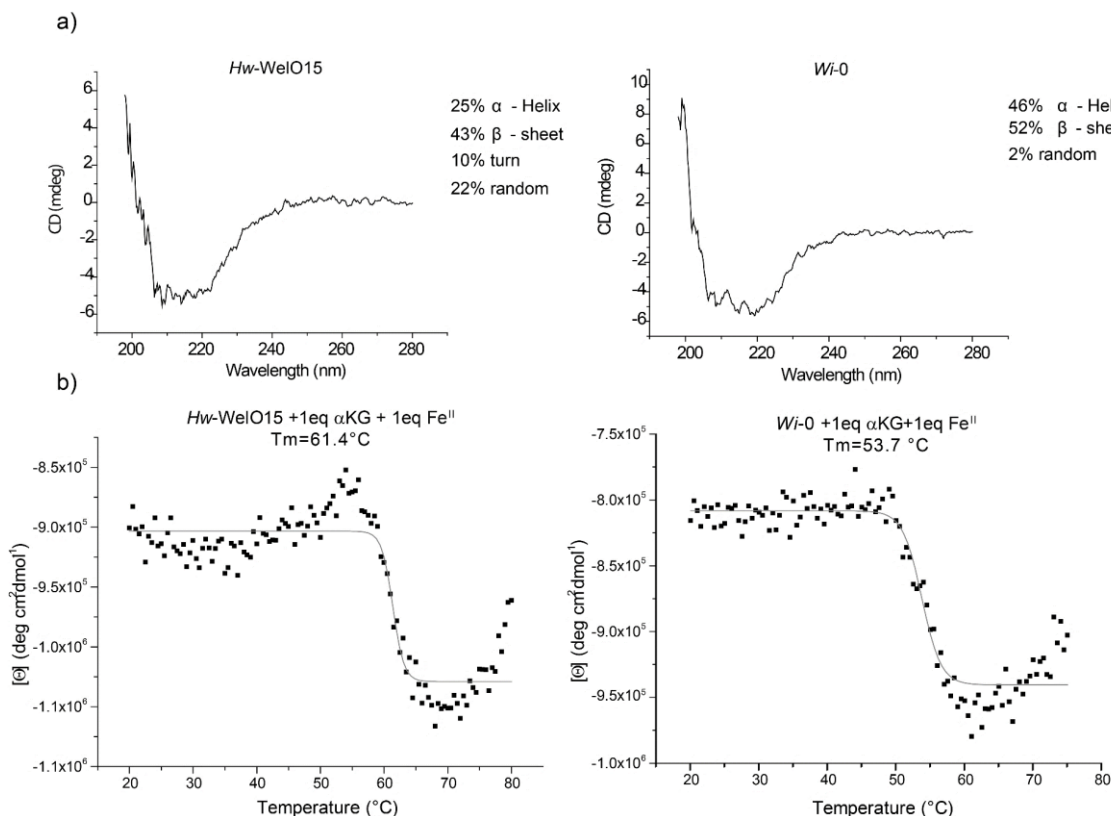 a)
Hw-WelO15
25% α - Helix
43% β - sheet
10% turn
22% random
CD (mdeg)
6
4
2
0
-2
-4
-6
200 220 240 260 280
Wavelength (nm)
Wi-0
46% α - Hel
52% β - she
2% random
CD (mdeg)
10
8
6
4
2
0
-2
-4
-6
200 220 240 260 280
Wavelength (nm)
b)
Hw-WelO15 +1eq αKG + 1eq Feᴵᴵ
Tm=61.4°C
[Θ] (deg cm²dmol¹)
-8.5x10⁵
-9.0x10⁵
-9.5x10⁵
-1.0x10⁶
-1.1x10⁶
-1.1x10⁶
20 30 40 50 60 70 80
Temperature (°C)
Wi-0 +1eq αKG+1eq Feᴵᴵ
Tm=53.7 °C
[Θ] (deg cm²dmol¹)
-7.5x10⁵
-8.0x10⁵
-8.5x10⁵
-9.0x10⁵
-9.5x10⁵
-1.0x10⁶
20 30 40 50 60 70 80
Temperature (°C)